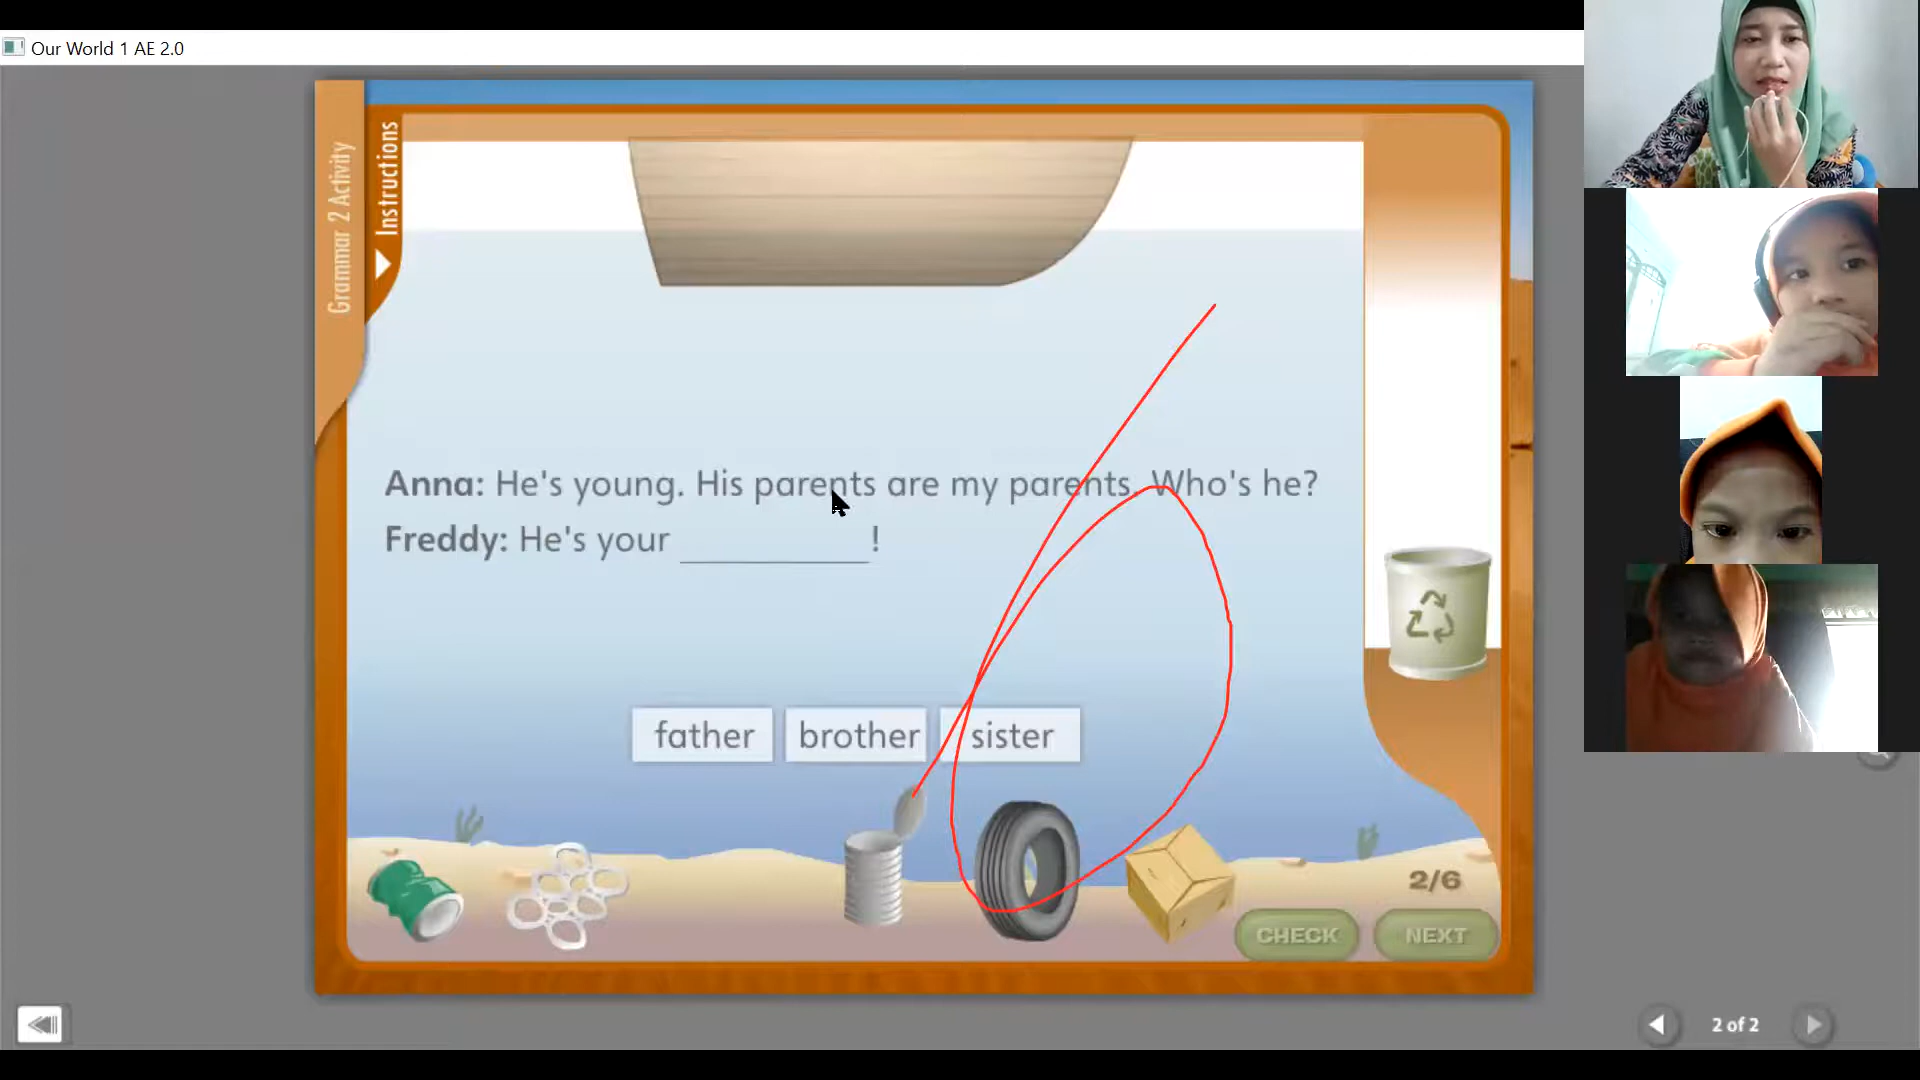 Our World 1 AE 2.0
Grammar 2 Activity
Instructions
Anna: He's young. His parents are my parents. Who's he?
Freddy: He's your __________!
father
brother
sister
2/6
CHECK
NEXT
2 of 2